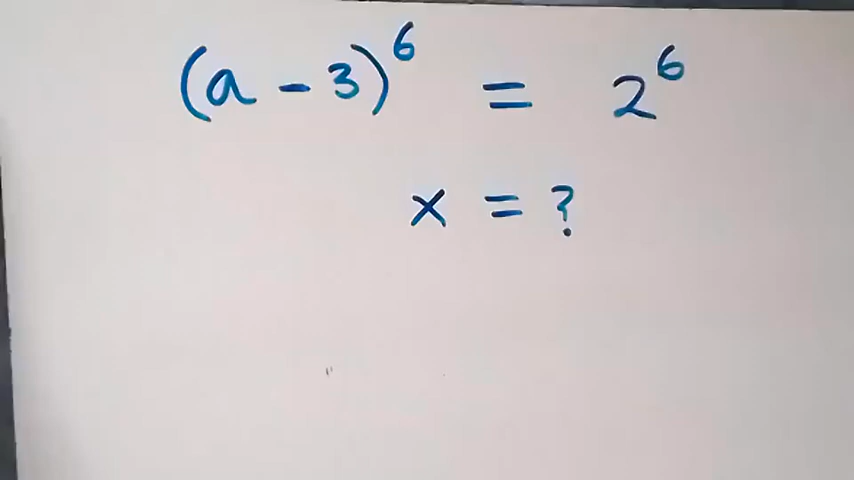 (a - 3)^6 = 2^6
x = ?